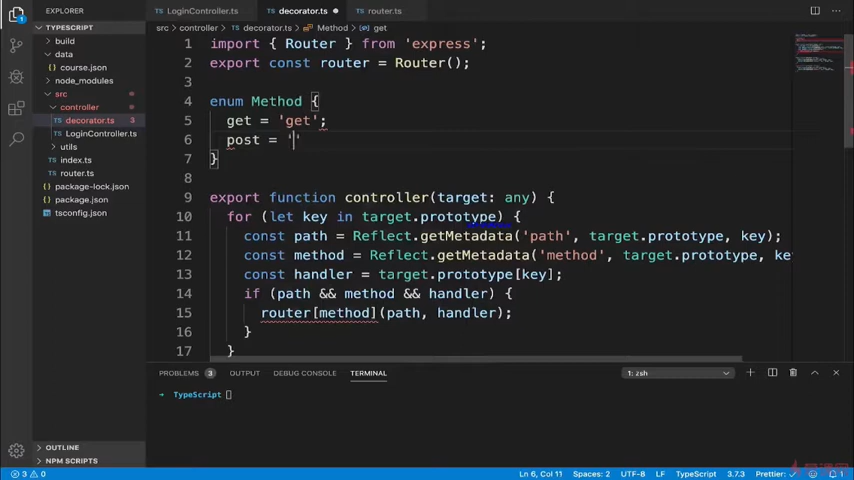 EXPLORER
LoginController.ts
decorator.ts
router.ts
TYPESCRIPT
src > controller > decorator.ts > Method > get
build
data
course.json
node_modules
src
controller
decorator.ts
LoginController.ts
utils
index.ts
router.ts
package-lock.json
package.json
tsconfig.json
OUTLINE
NPM SCRIPTS
1 import { Router } from 'express';
2 export const router = Router();
3
4 enum Method {
5 get = 'get';
6 post = ''
7 }
8
9 export function controller(target: any) {
10 for (let key in target.prototype) {
11 const path = Reflect.getMetadata('path', target.prototype, key);
12 const method = Reflect.getMetadata('method', target.prototype, ke
13 const handler = target.prototype[key];
14 if (path && method && handler) {
15 router[method](path, handler);
16 }
17 }
PROBLEMS 3 OUTPUT DEBUG CONSOLE TERMINAL 1: zsh
→ TypeScript
3 0 Ln 6, Col 11 Spaces: 2 UTF-8 LF TypeScript 3.7.3 Prettier: ✓ 1